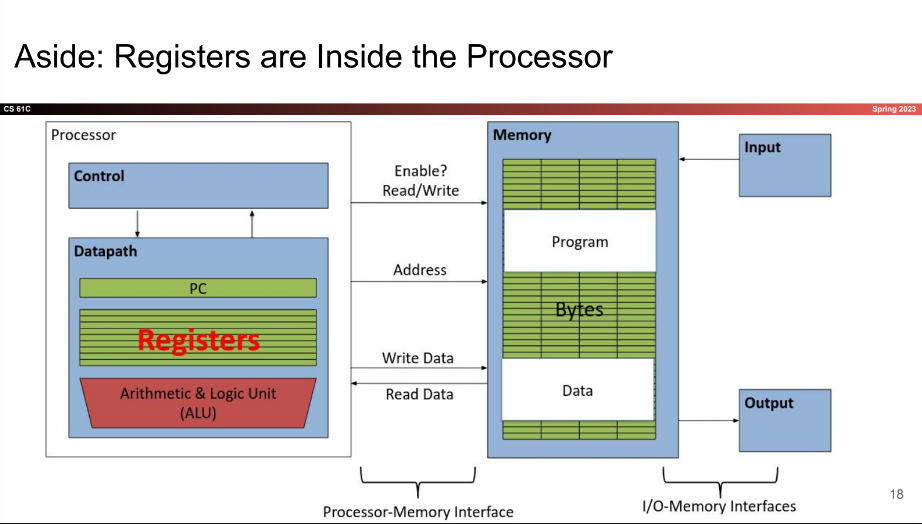 Aside: Registers are Inside the Processor
CS 61C
Spring 2023
Processor
Control
Datapath
PC
Registers
Arithmetic & Logic Unit
(ALU)
Enable?
Read/Write
Address
Write Data
Read Data
Processor-Memory Interface
Memory
Program
Bytes
Data
Input
Output
I/O-Memory Interfaces
18